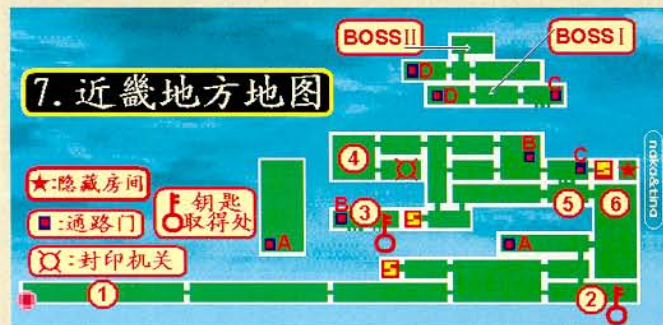 BOSSⅡ
BOSSⅠ
7.近畿地方地图
D
D
C
★:隐藏房间
钥匙
取得处
:通路门
:封印机关
④
B
C
⑤
⑥
B
③
A
A
①
②
naka&tina